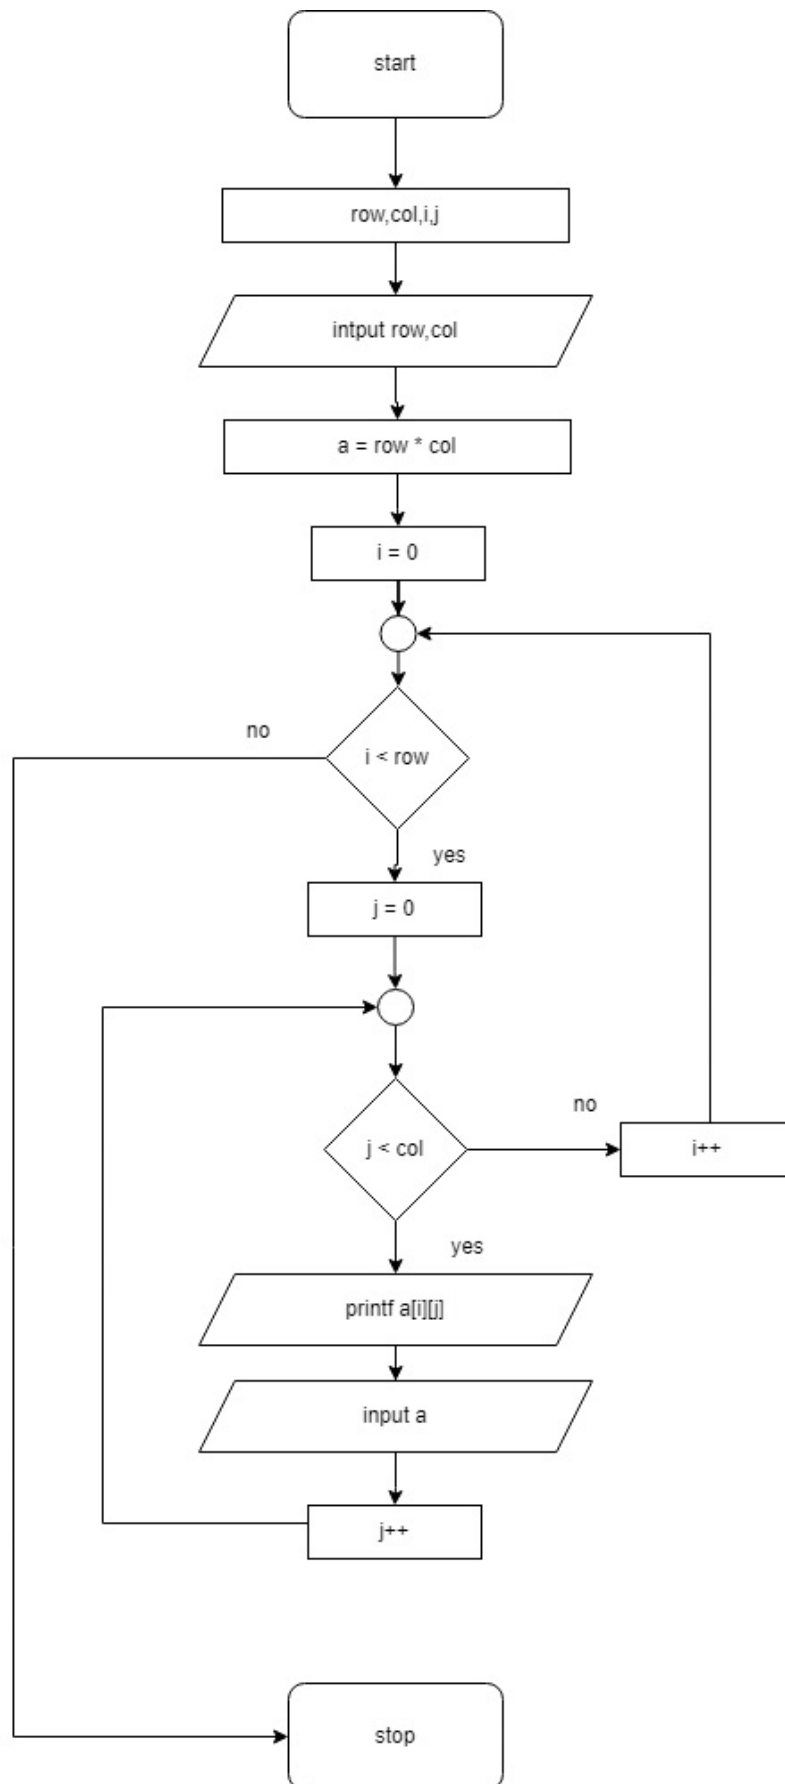 start
row,col,i,j
intput row,col
a = row * col
i = 0
no
i < row
yes
j = 0
no
j < col
i++
yes
printf a[i][j]
input a
j++
stop